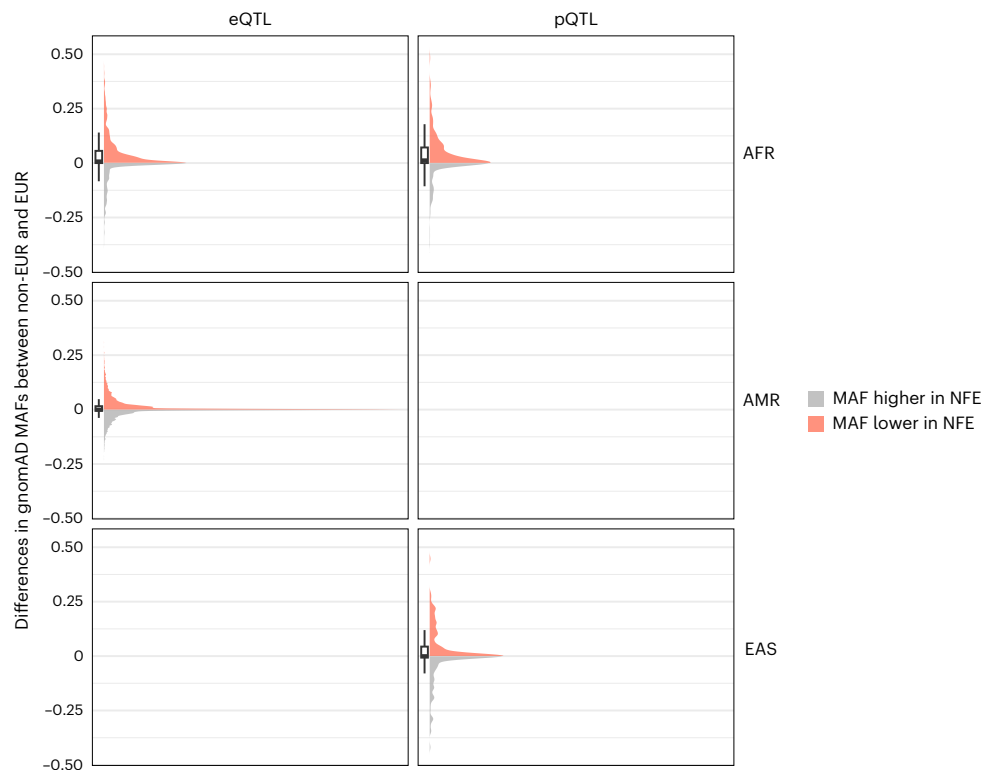 eQTL
pQTL
Differences in gnomAD MAFs between non-EUR and EUR
0.50
0.25
0
–0.25
–0.50
AFR
0.50
0.25
0
–0.25
–0.50
AMR
0.50
0.25
0
–0.25
–0.50
EAS
MAF higher in NFE
MAF lower in NFE